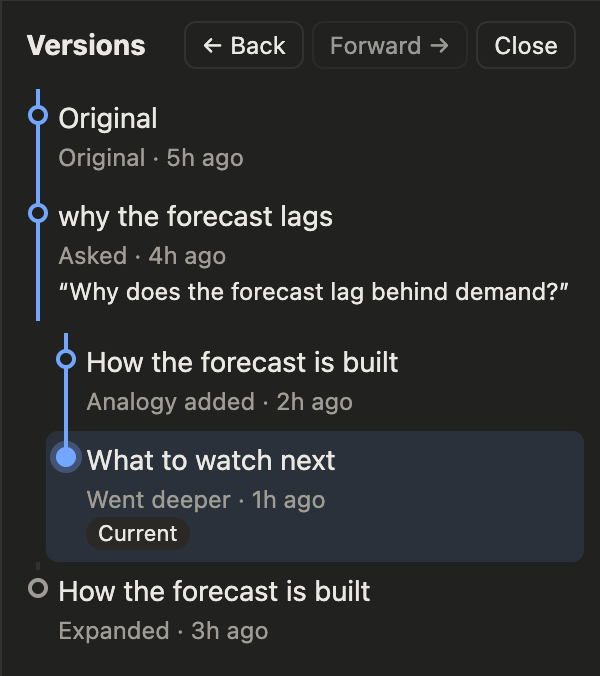 Versions
← Back
Forward →
Close
Original
Original · 5h ago
why the forecast lags
Asked · 4h ago
“Why does the forecast lag behind demand?”
How the forecast is built
Analogy added · 2h ago
What to watch next
Went deeper · 1h ago
Current
How the forecast is built
Expanded · 3h ago